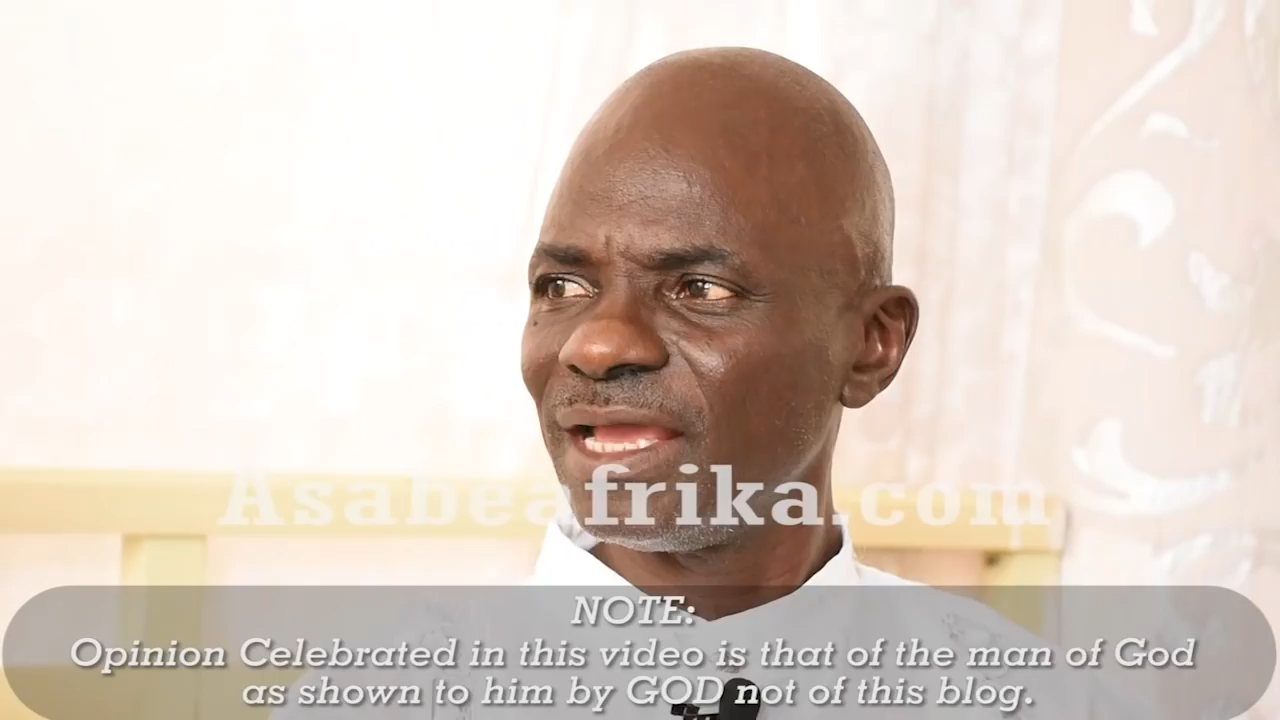 Asabeafrika.com
NOTE:
Opinion Celebrated in this video is that of the man of God
as shown to him by GOD not of this blog.